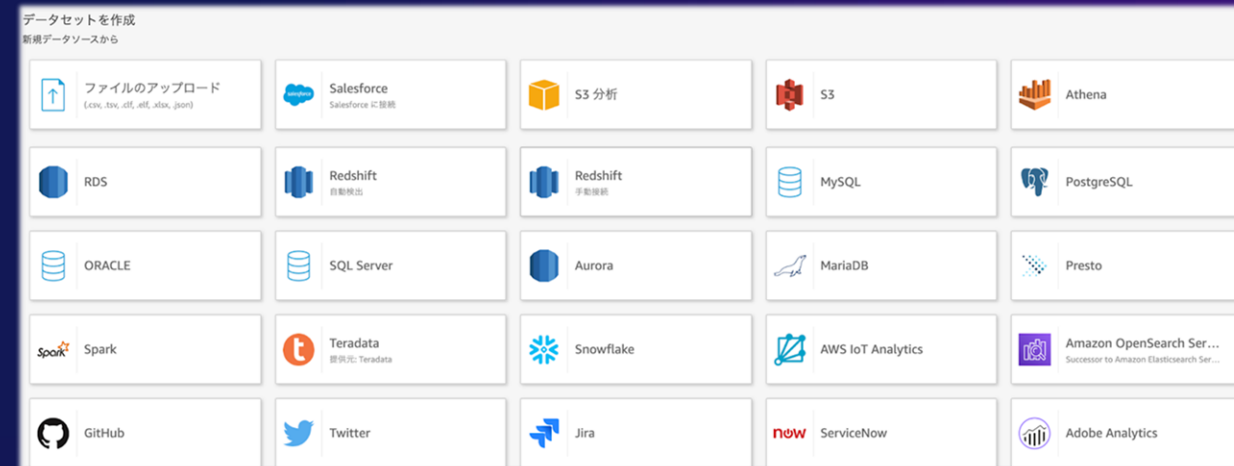 データセットを作成
新規データソースから
ファイルのアップロード
(.csv, .tsv, .clf, .elf, .xlsx, .json)
salesforce
Salesforce
Salesforce に接続
S3 分析
S3
Athena
RDS
Redshift
自動検出
Redshift
手動接続
MySQL
PostgreSQL
ORACLE
SQL Server
Aurora
MariaDB
Presto
Spark
Spark
t
Teradata
提供元: Teradata
Snowflake
AWS IoT Analytics
Amazon OpenSearch Ser...
Successor to Amazon Elasticsearch Ser...
GitHub
Twitter
Jira
now
ServiceNow
Adobe Analytics